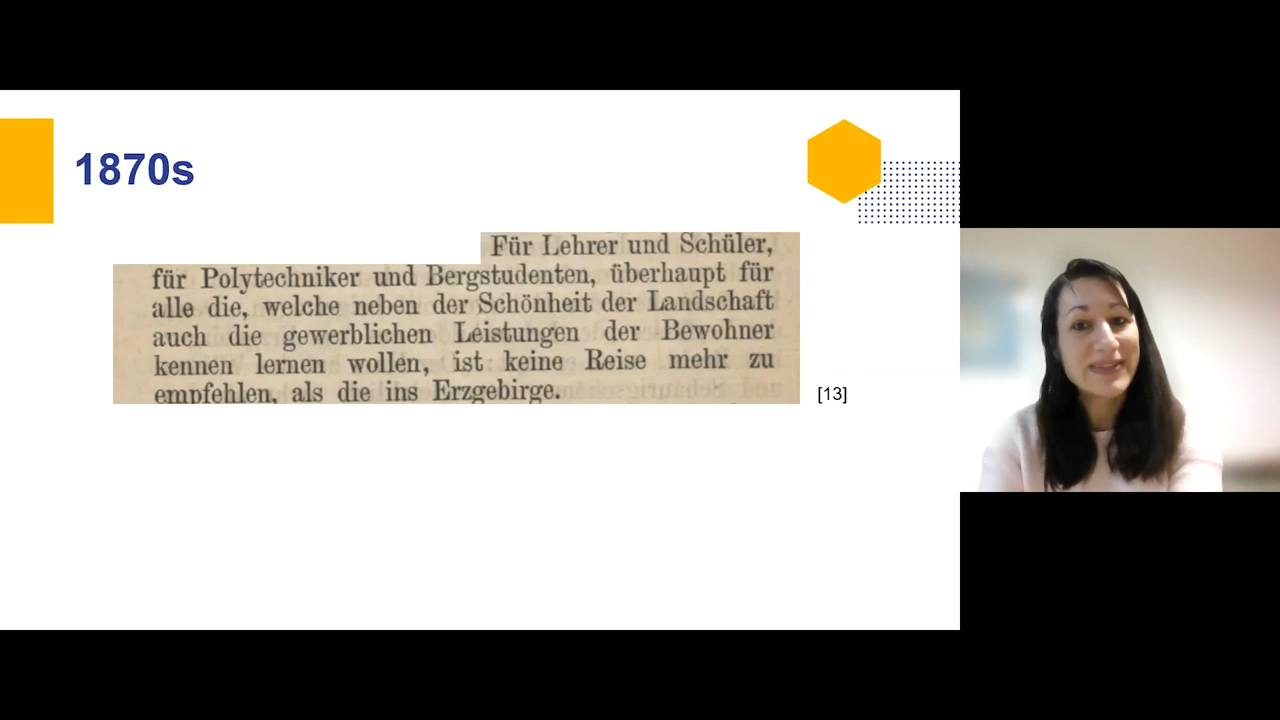 1870s
Für Lehrer und Schüler,
für Polytechniker und Bergstudenten, überhaupt für
alle die, welche neben der Schönheit der Landschaft
auch die gewerblichen Leistungen der Bewohner
kennen lernen wollen, ist keine Reise mehr zu
empfehlen, als die ins Erzgebirge.
[13]